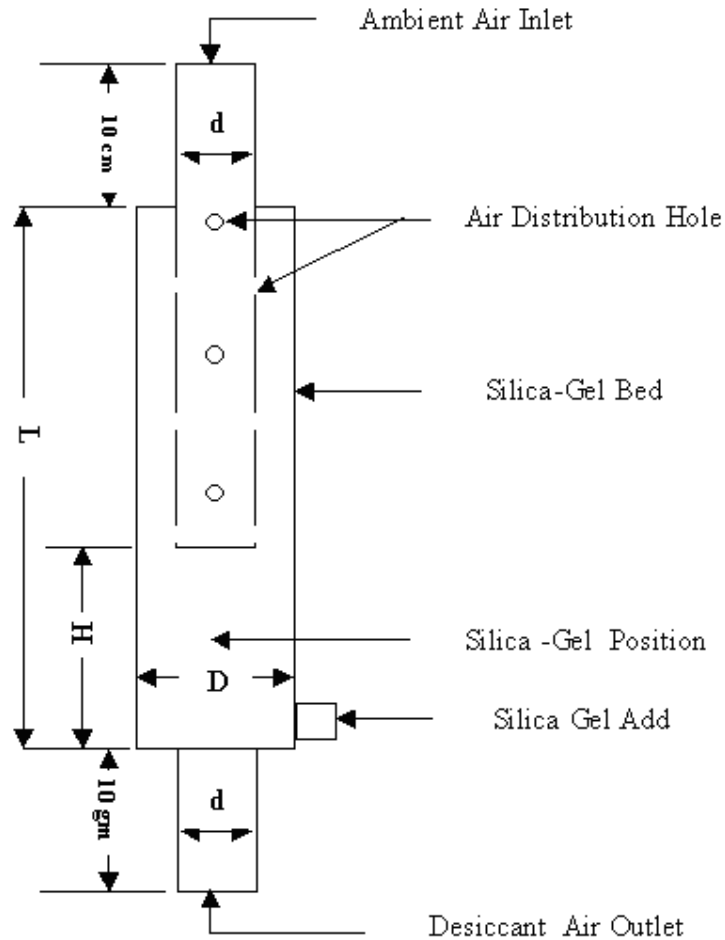 Ambient Air Inlet
10 cm
d
Air Distribution Hole
Silica-Gel Bed
L
H
Silica -Gel Position
D
Silica Gel Add
10 gm
d
Desiccant Air Outlet